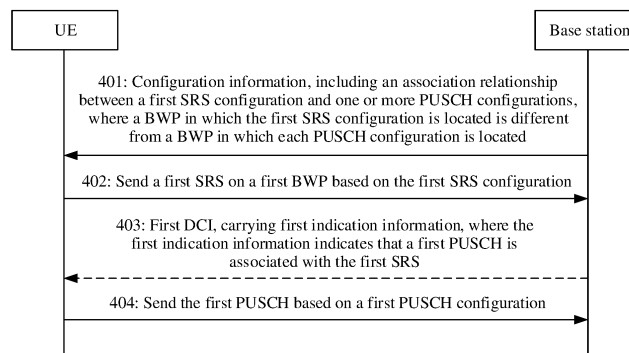 UE
Base station
401: Configuration information, including an association relationship
between a first SRS configuration and one or more PUSCH configurations,
where a BWP in which the first SRS configuration is located is different
from a BWP in which each PUSCH configuration is located
402: Send a first SRS on a first BWP based on the first SRS configuration
403: First DCI, carrying first indication information, where the
first indication information indicates that a first PUSCH is
associated with the first SRS
404: Send the first PUSCH based on a first PUSCH configuration